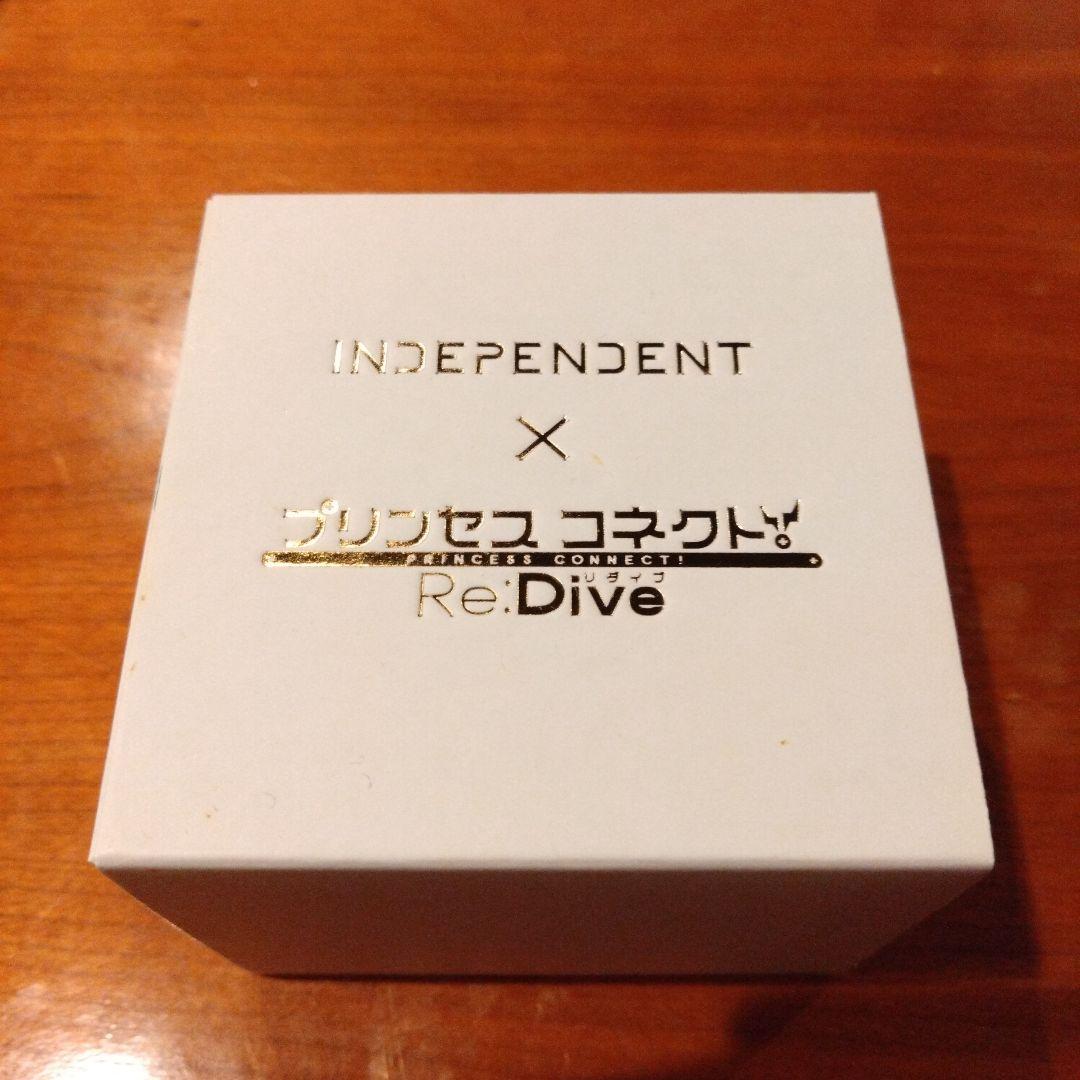 INDEPENDENT
×
プリンセス コネクト!
PRINCESS CONNECT!
リダイブ
Re:Dive